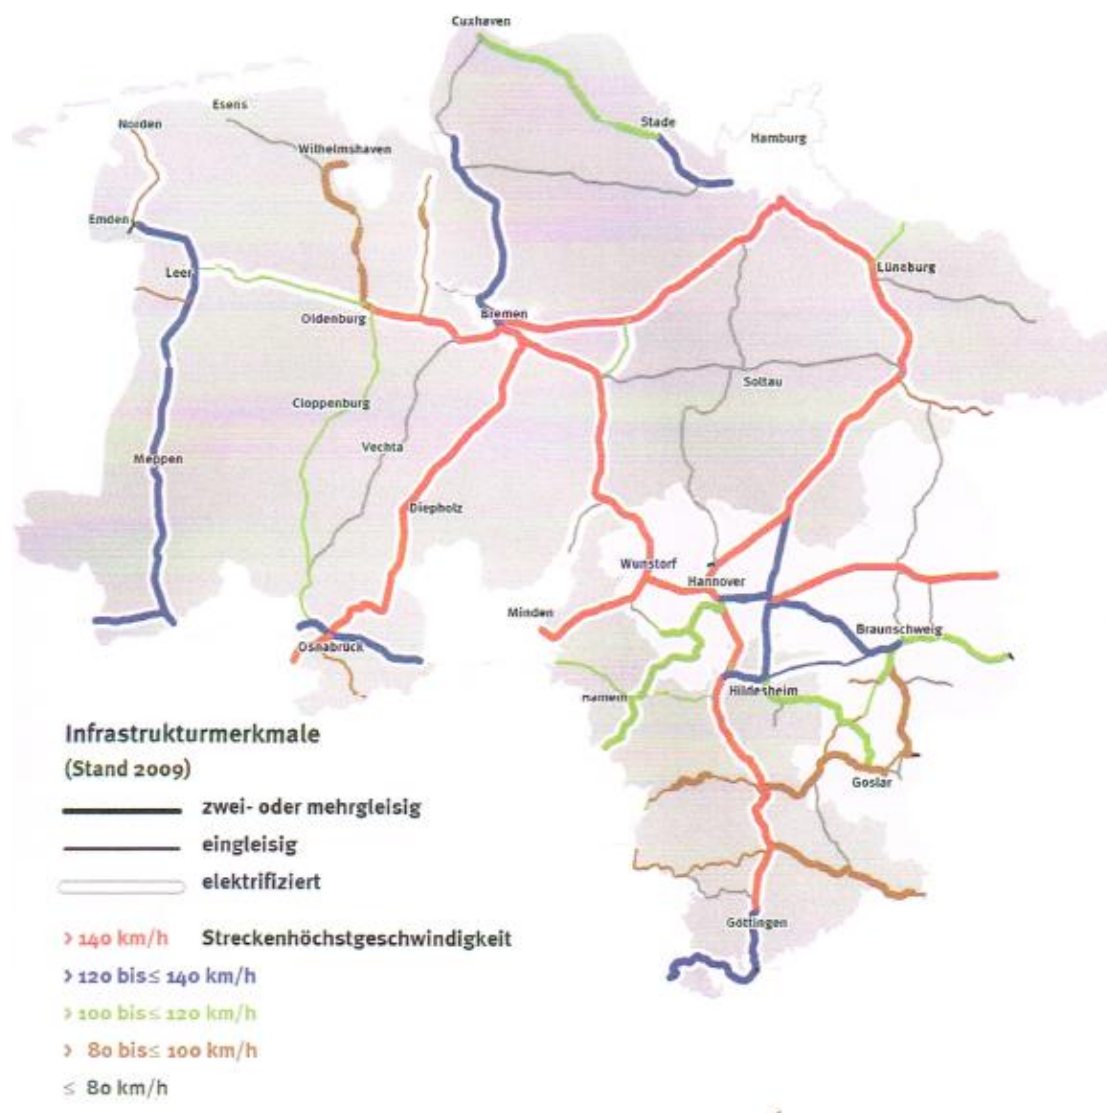 Cuxhaven
Esens
Norden
Stade
Hamburg
Wilhelmshaven
Emden
Leer
Lüneburg
Oldenburg
Bremen
Soltau
Cloppenburg
Vechta
Meppen
Diepholz
Wunstorf
Hannover
Minden
Braunschweig
Osnabrück
Hildesheim
Hameln
Goslar
Göttingen
Infrastrukturmerkmale
(Stand 2009)
zwei- oder mehrgleisig
eingleisig
elektrifiziert
> 140 km/h Streckenhöchstgeschwindigkeit
> 120 bis ≤ 140 km/h
> 100 bis ≤ 120 km/h
> 80 bis ≤ 100 km/h
≤ 80 km/h